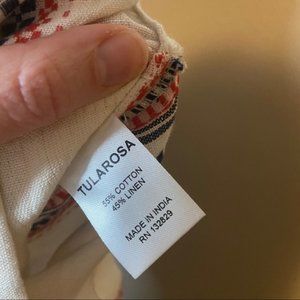 TULAROSA
55% COTTON
45% LINEN
MADE IN INDIA
RN 132829